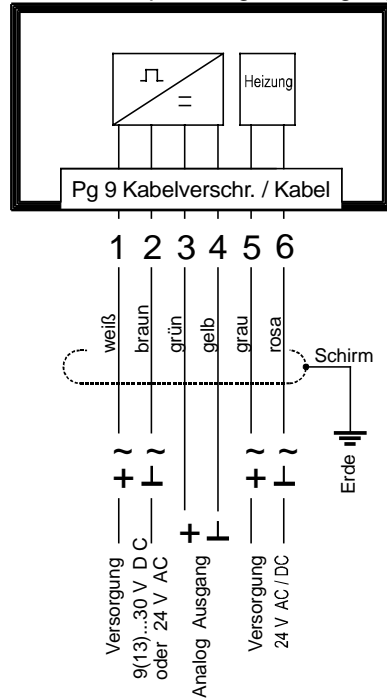 Heizung
Pg 9 Kabelverschr. / Kabel
1 2 3 4 5 6
weiß
braun
grün
gelb
grau
rosa
Schirm
Erde
~ ~ ~ ~
+ ⊥ + ⊥
+ ⊥
Versorgung
9(13)...30 V DC
oder 24 V AC
Analog Ausgang
Versorgung
24 V AC / DC